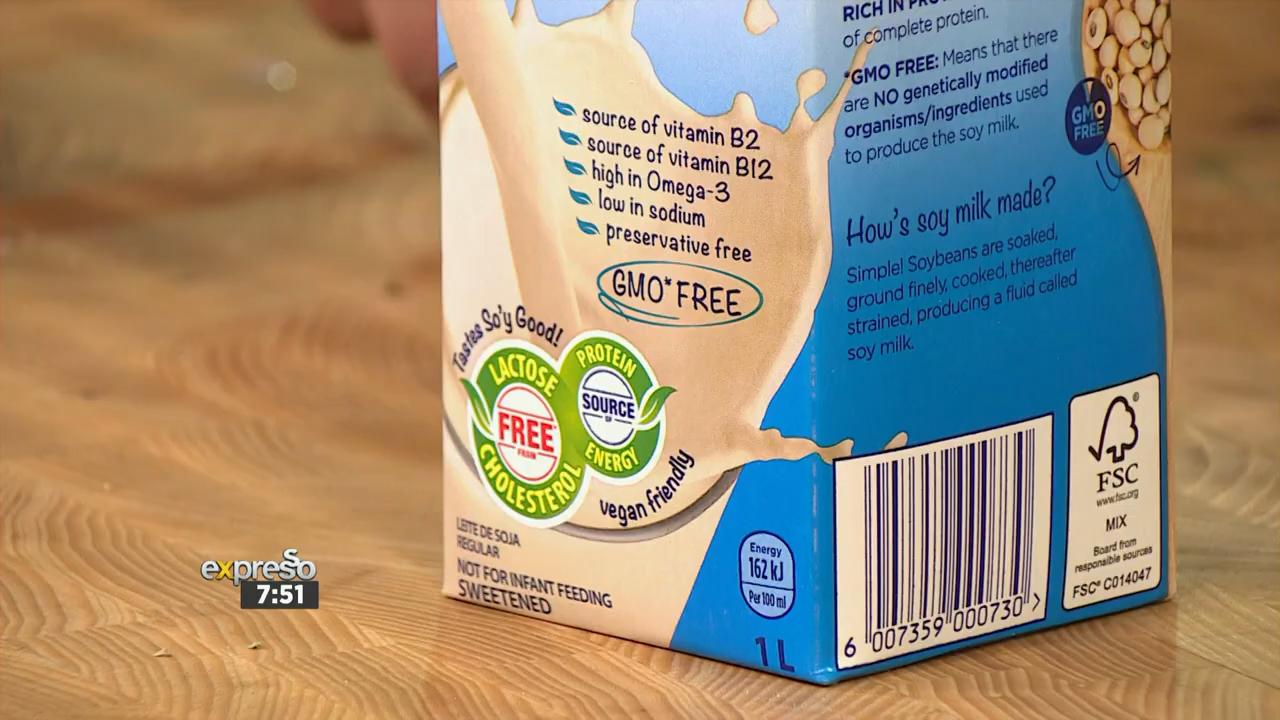 source of vitamin B2
source of vitamin B12
high in Omega-3
low in sodium
preservative free
GMO* FREE
Tastes So'y Good!
LACTOSE
FREE
FROM
CHOLESTEROL
PROTEIN
SOURCE
OF
ENERGY
vegan friendly
LEITE DE SOJA
REGULAR
NOT FOR INFANT FEEDING
SWEETENED
Energy
162 kJ
Per 100 ml
1 L
RICH IN
of complete protein.
*GMO FREE: Means that there
are NO genetically modified
organisms/ingredients used
to produce the soy milk.
GMO
FREE
How's soy milk made?
Simple! Soybeans are soaked,
ground finely, cooked, thereafter
strained, producing a fluid called
soy milk.
6 007359 000730 >
FSC
www.fsc.org
MIX
Board from
responsible sources
FSC® C014047
expresso
7:51